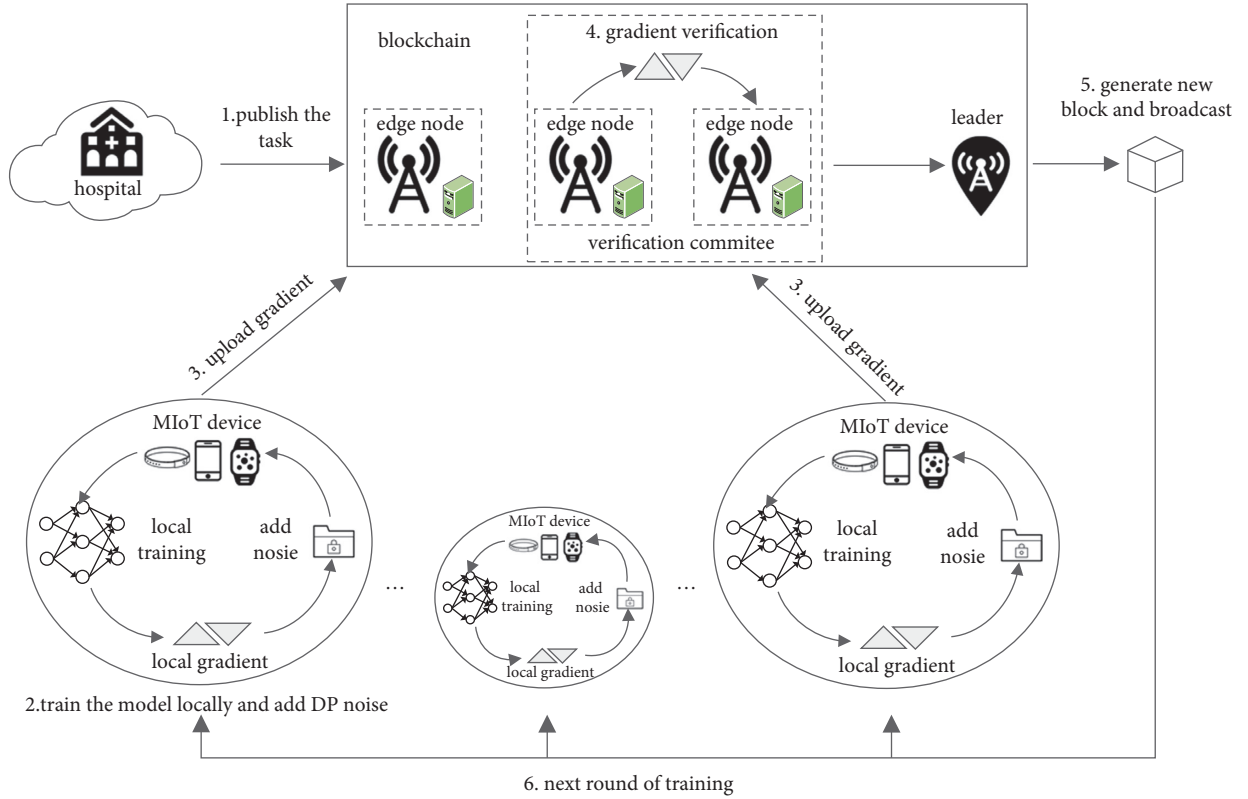 blockchain
4. gradient verification
1.publish the
task
edge node
edge node
edge node
leader
5. generate new
block and broadcast
hospital
verification commitee
3. upload gradient
3. upload gradient
MIoT device
local
training
add
nosie
local gradient
...
MIoT device
local
training
add
nosie
local gradient
...
MIoT device
local
training
add
nosie
local gradient
2.train the model locally and add DP noise
6. next round of training